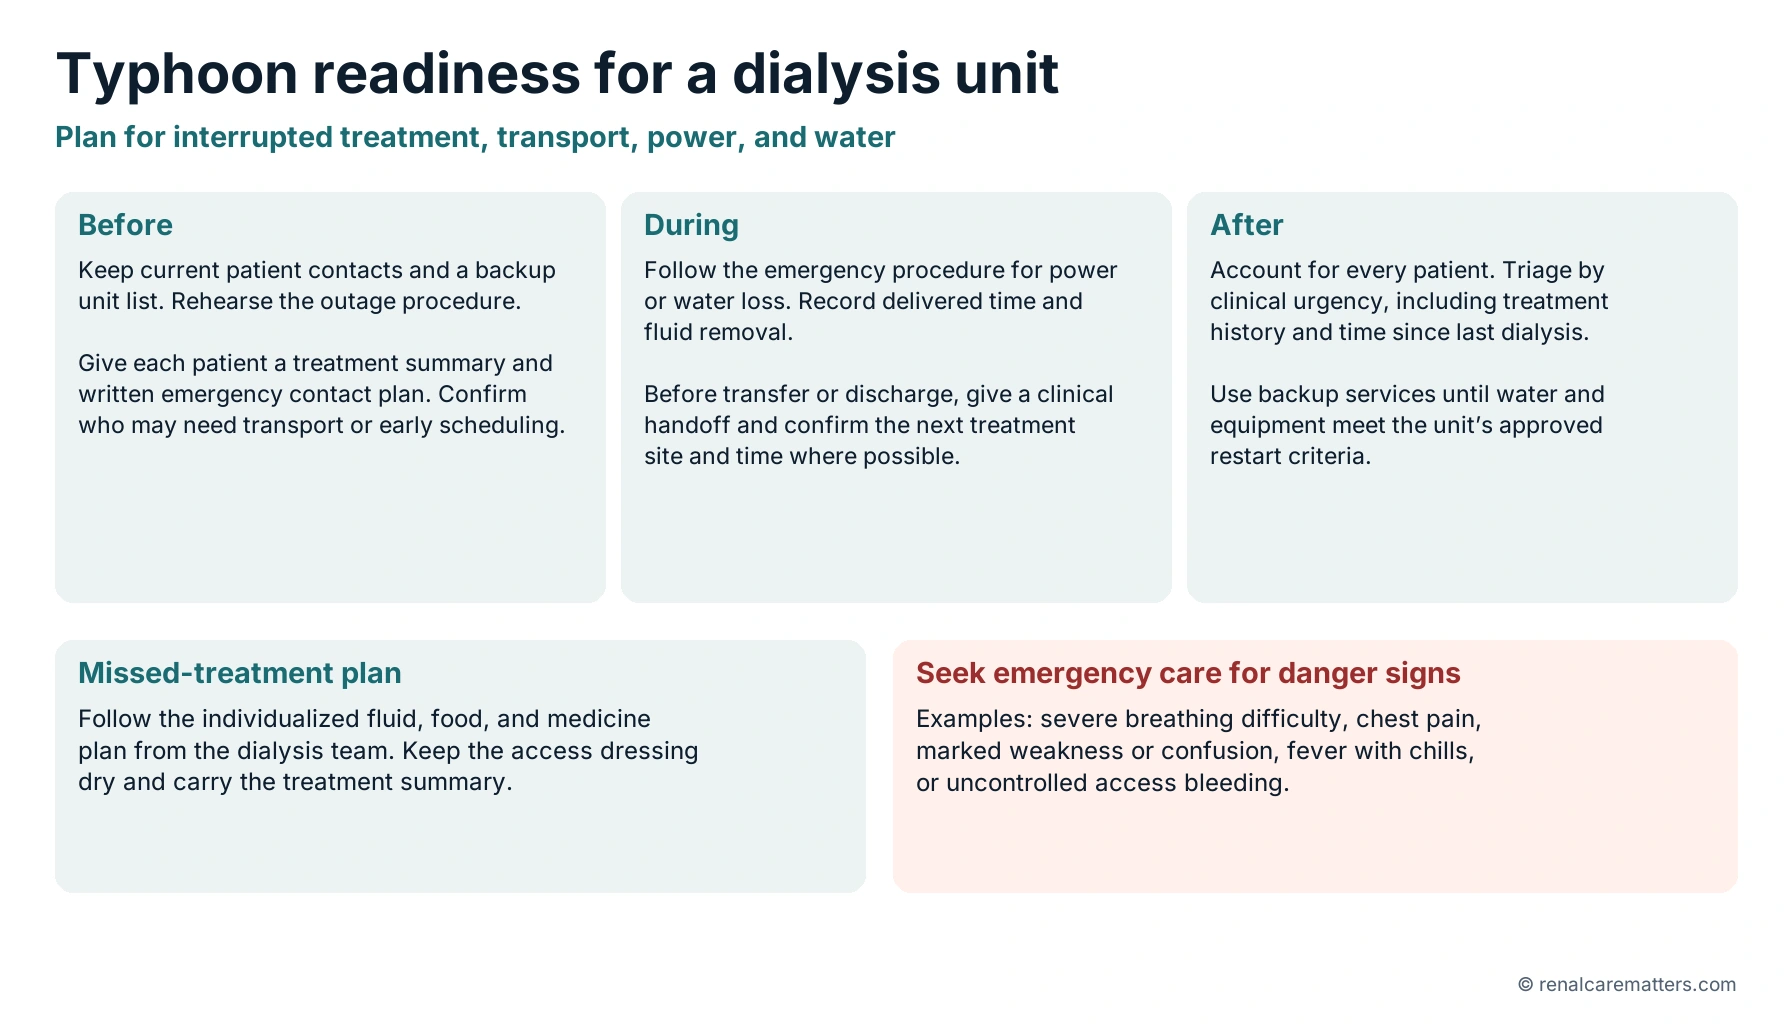 Typhoon readiness for a dialysis unit
Plan for interrupted treatment, transport, power, and water
Before
Keep current patient contacts and a backup
unit list. Rehearse the outage procedure.
Give each patient a treatment summary and
written emergency contact plan. Confirm
who may need transport or early scheduling.
During
Follow the emergency procedure for power
or water loss. Record delivered time and
fluid removal.
Before transfer or discharge, give a clinical
handoff and confirm the next treatment
site and time where possible.
After
Account for every patient. Triage by
clinical urgency, including treatment
history and time since last dialysis.
Use backup services until water and
equipment meet the unit’s approved
restart criteria.
Missed-treatment plan
Follow the individualized fluid, food, and medicine
plan from the dialysis team. Keep the access dressing
dry and carry the treatment summary.
Seek emergency care for danger signs
Examples: severe breathing difficulty, chest pain,
marked weakness or confusion, fever with chills,
or uncontrolled access bleeding.
© renalcarematters.com